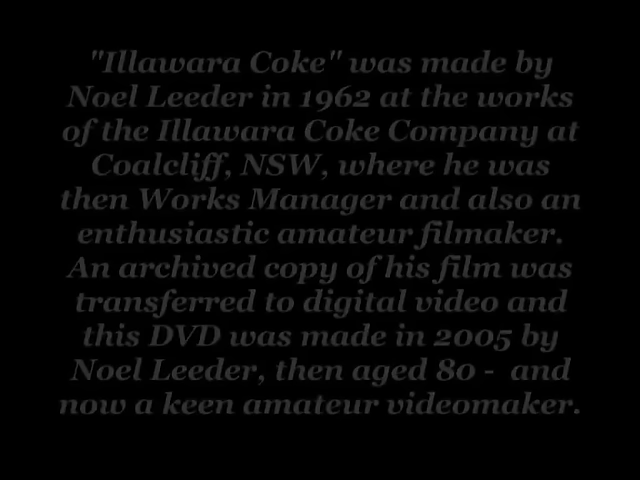 "Illawara Coke" was made by
Noel Leeder in 1962 at the works
of the Illawara Coke Company at
Coalcliff, NSW, where he was
then Works Manager and also an
enthusiastic amateur filmaker.
An archived copy of his film was
transferred to digital video and
this DVD was made in 2005 by
Noel Leeder, then aged 80 -  and
now a keen amateur videomaker.